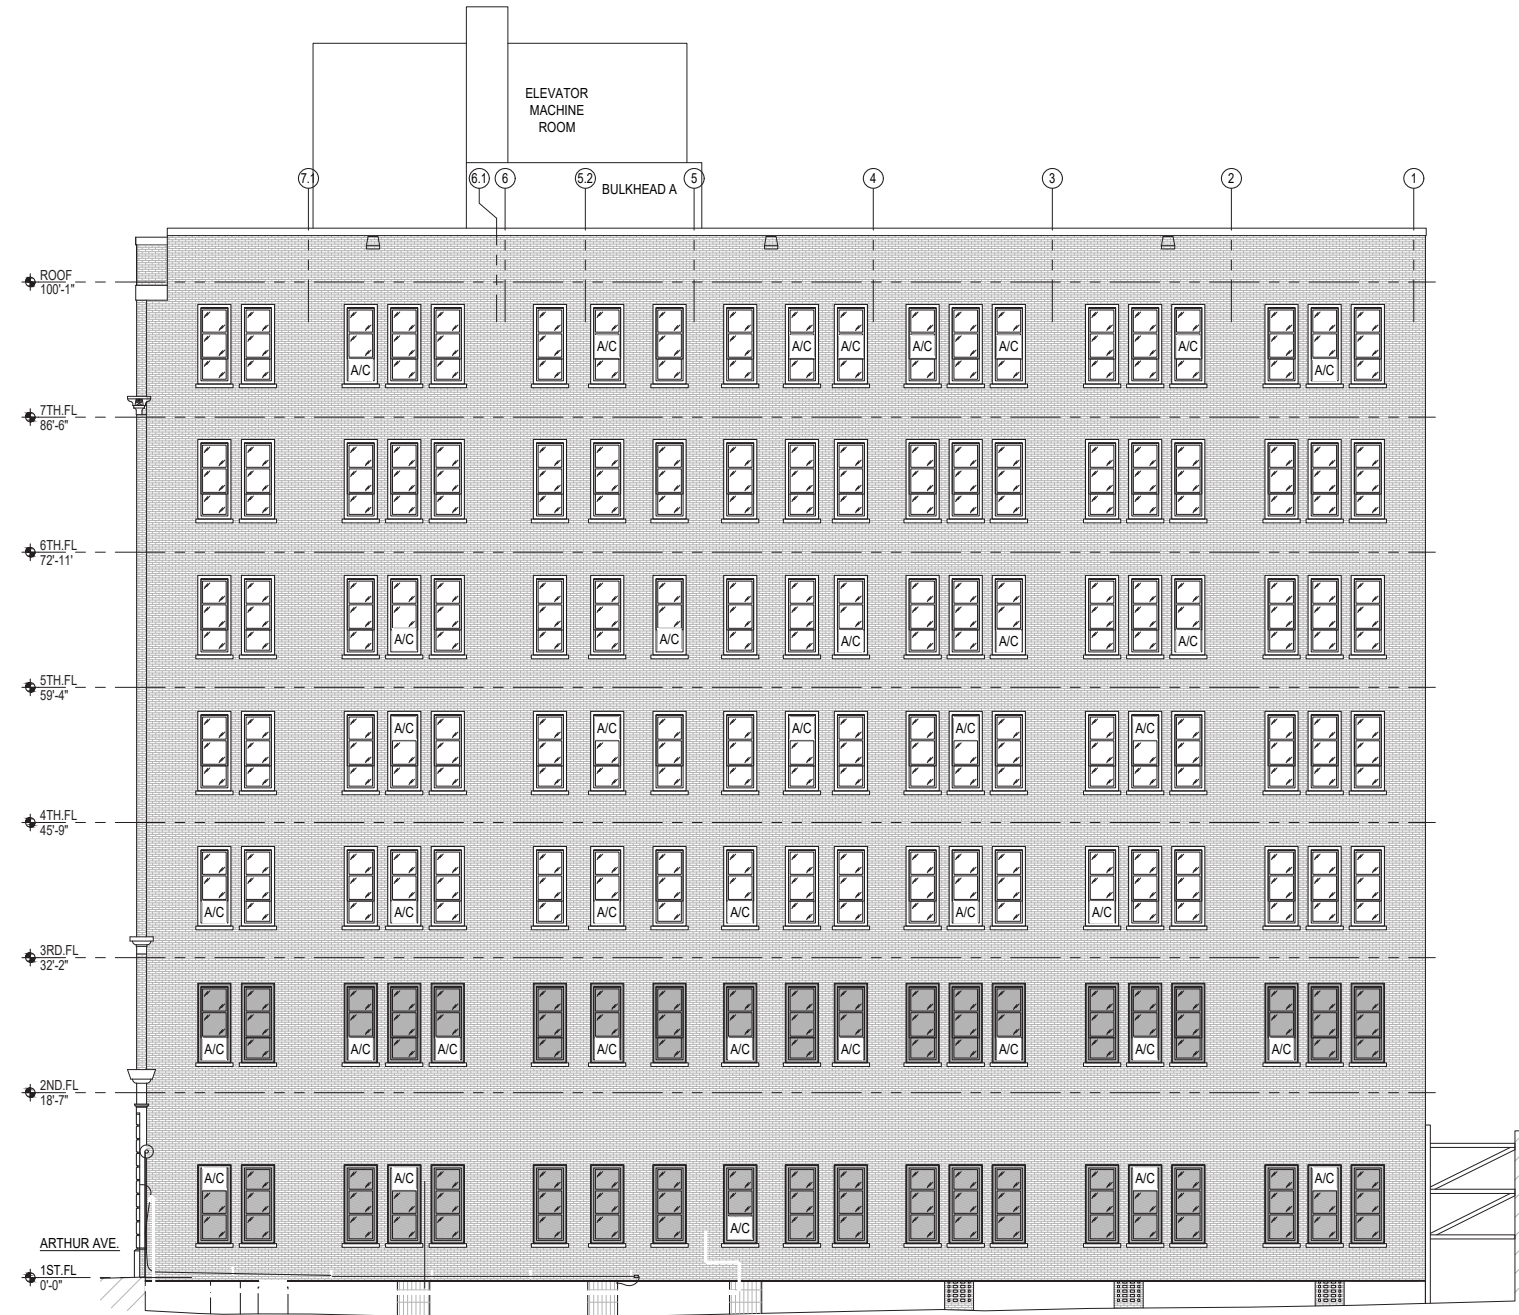 ELEVATOR
MACHINE
ROOM
7.1 6.1 6 5.2 5 4 3 2 1
BULKHEAD A
ROOF
100'-1"
A/C A/C A/C A/C A/C A/C
A/C A/C
7TH.FL
86'-6"
6TH.FL
72'-11'
A/C A/C A/C A/C A/C
5TH.FL
59'-4"
A/C A/C A/C A/C A/C
4TH.FL
45'-9"
A/C A/C A/C A/C A/C A/C
3RD.FL
32'-2"
A/C A/C A/C A/C A/C A/C A/C A/C A/C
2ND.FL
18'-7"
A/C A/C A/C A/C
A/C
ARTHUR AVE.
1ST.FL
0'-0"